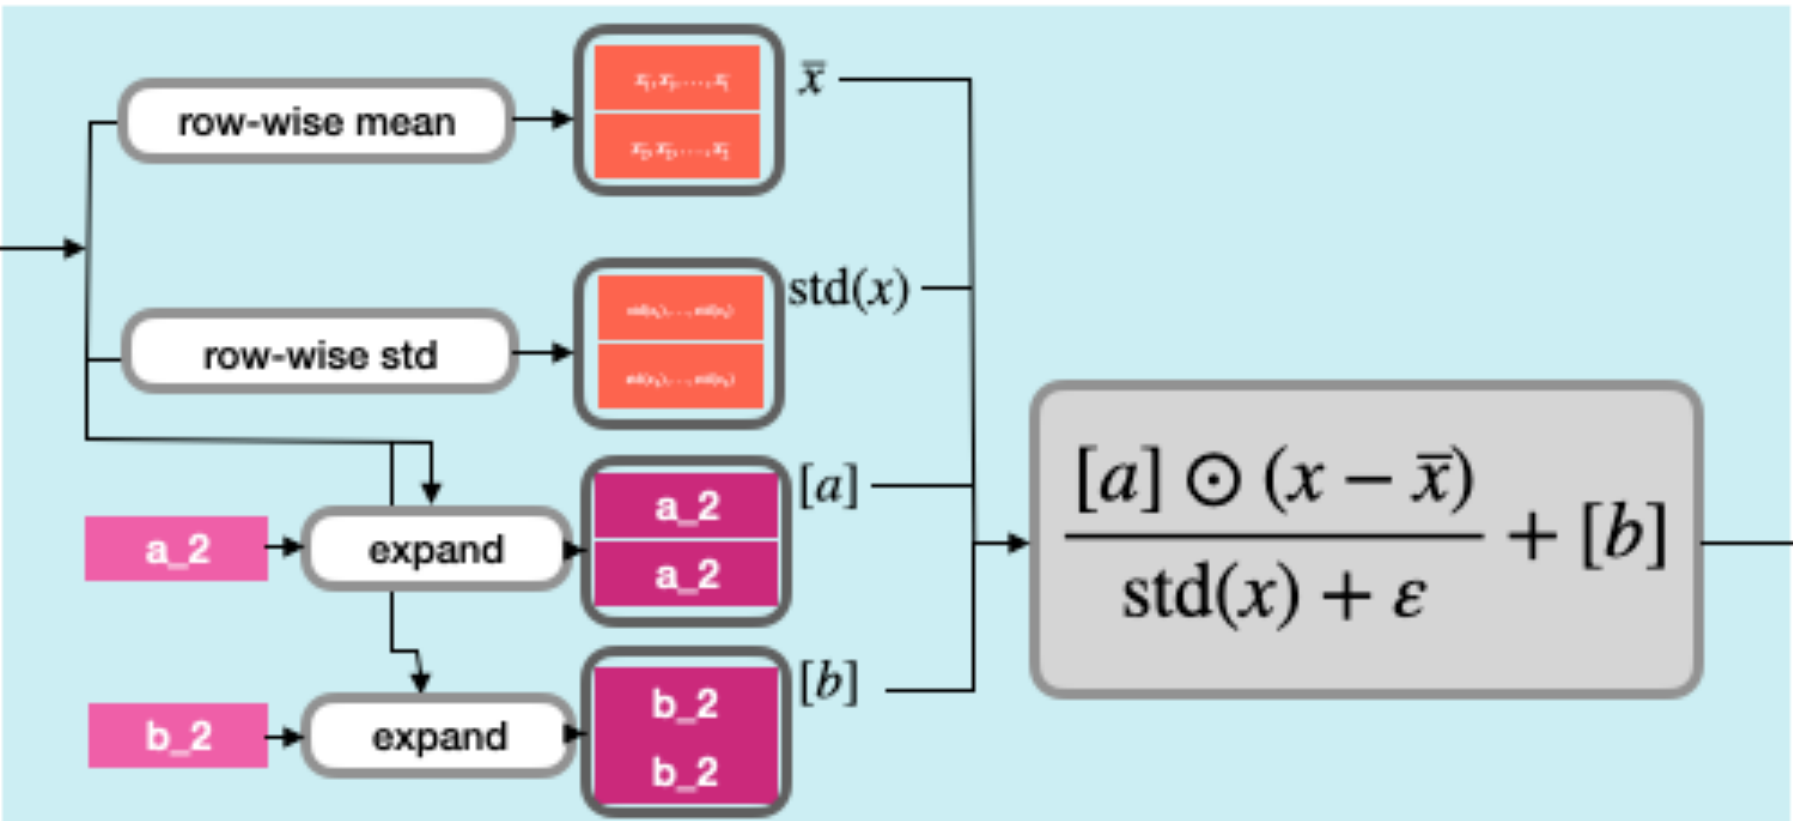 row-wise mean
x̄
row-wise std
std(x)
a_2
expand
a_2
a_2
[a]
b_2
expand
b_2
b_2
[b]
[a] ⊙ (x − x̄)
std(x) + ε
+ [b]